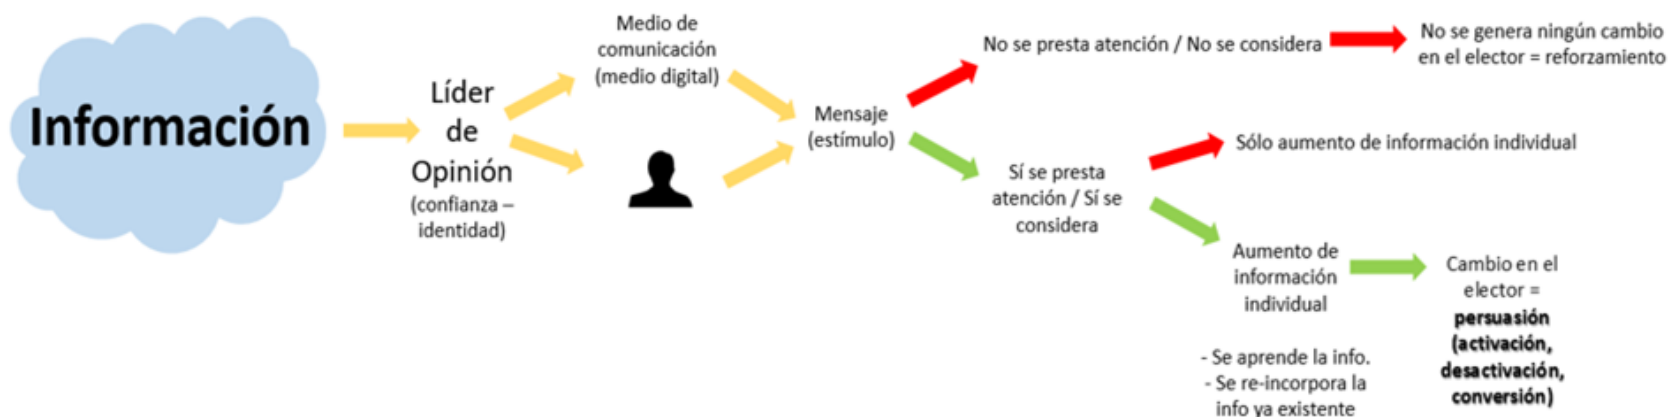 Información
Líder
de
Opinión
(confianza –
identidad)
Medio de
comunicación
(medio digital)
Mensaje
(estímulo)
No se presta atención / No se considera
No se genera ningún cambio
en el elector = reforzamiento
Sí se presta
atención / Sí se
considera
Sólo aumento de información individual
Aumento de
información
individual
- Se aprende la info.
- Se re-incorpora la
info ya existente
Cambio en el
elector =
persuasión
(activación,
desactivación,
conversión)